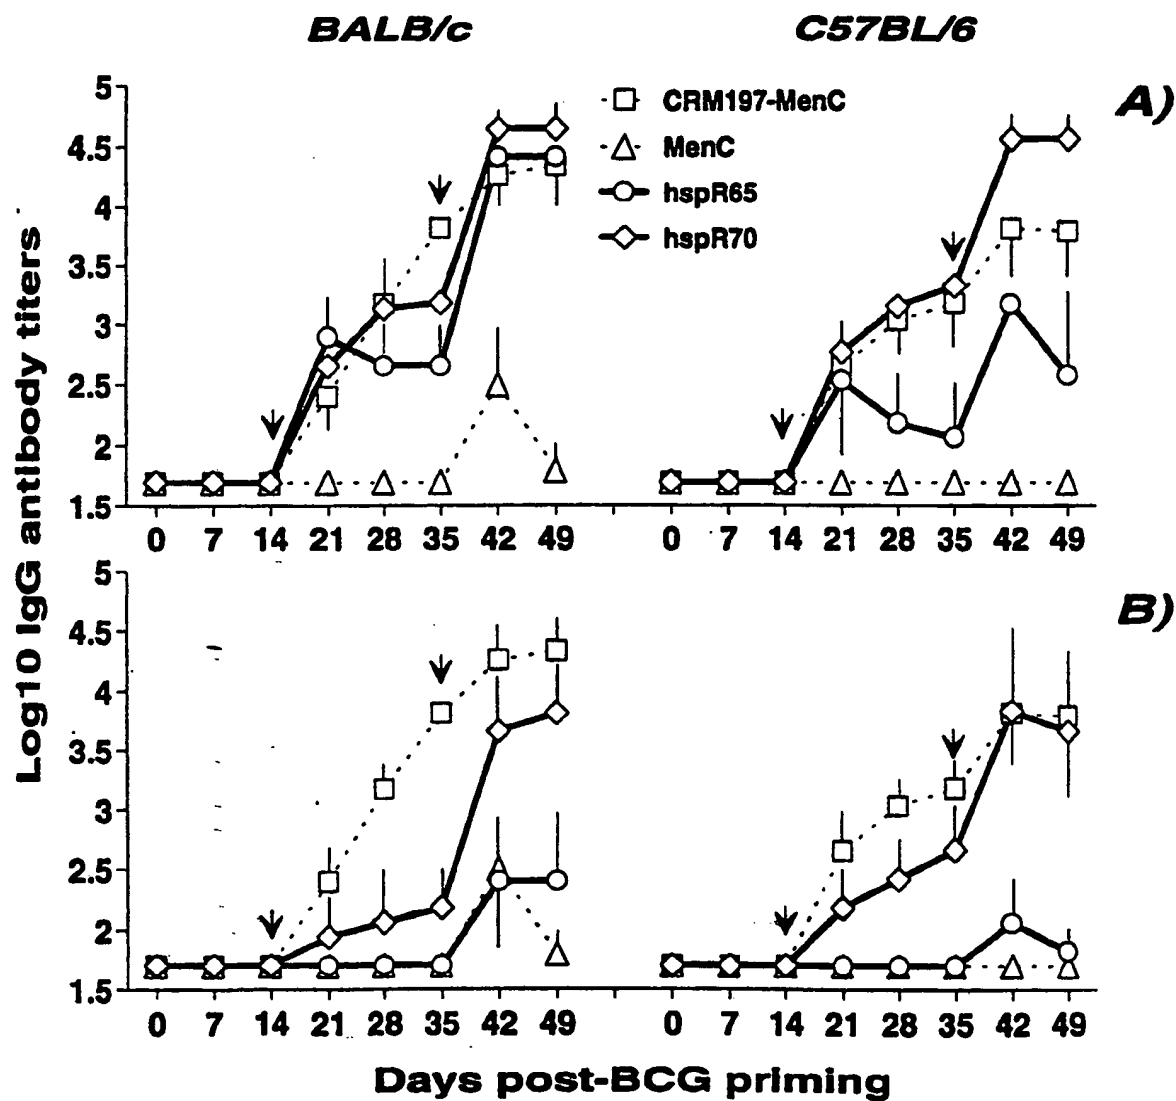 BALB/c
C57BL/6
A)
CRM197-MenC
MenC
hspR65
hspR70
5
4.5
4
3.5
3
2.5
2
1.5
0 7 14 21 28 35 42 49
0 7 14 21 28 35 42 49
B)
5
4.5
4
3.5
3
2.5
2
1.5
0 7 14 21 28 35 42 49
0 7 14 21 28 35 42 49
Log10 IgG antibody titers
Days post-BCG priming